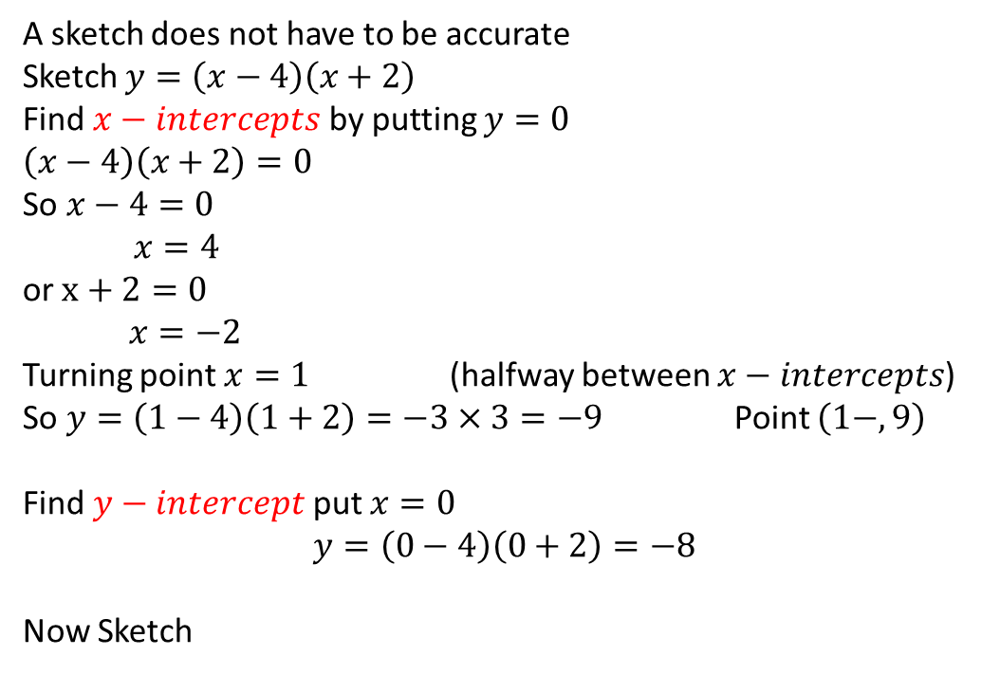 A sketch does not have to be accurate
Sketch y = (x − 4)(x + 2)
Find x − intercepts by putting y = 0
(x − 4)(x + 2) = 0
So x − 4 = 0
x = 4
or x + 2 = 0
x = −2
Turning point x = 1 (halfway between x − intercepts)
So y = (1 − 4)(1 + 2) = −3 × 3 = −9 Point (1−, 9)
Find y − intercept put x = 0
y = (0 − 4)(0 + 2) = −8
Now Sketch